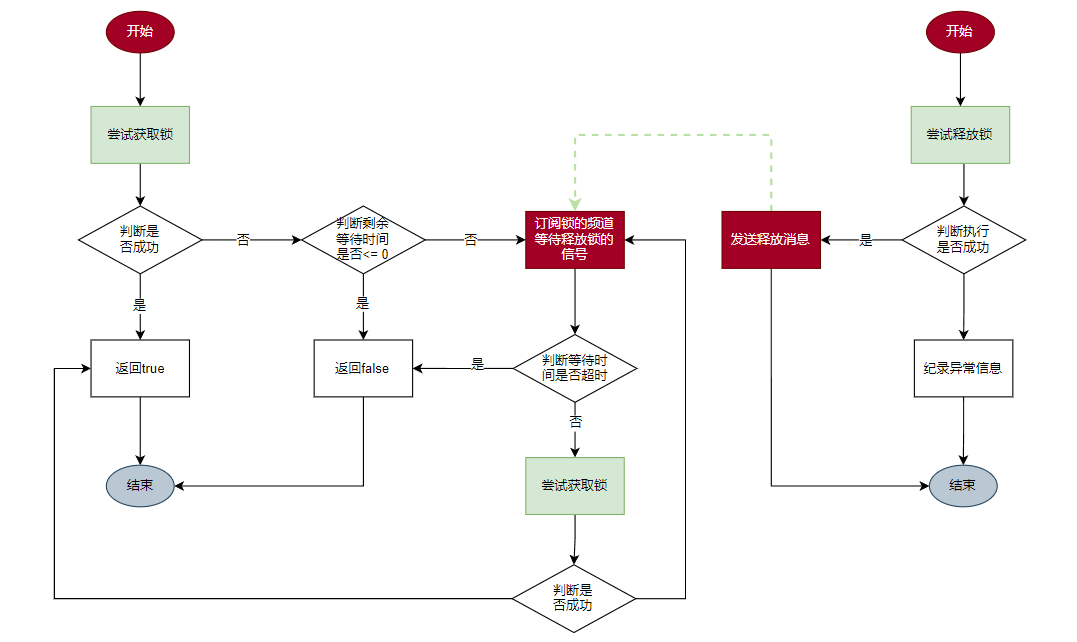 开始
开始
尝试获取锁
尝试释放锁
判断是
否成功
否
判断剩余
等待时间
是否<= 0
否
订阅锁的频道
等待释放锁的
信号
发送释放消息
是
判断执行
是否成功
是
是
返回true
返回false
是
判断等待时
间是否超时
纪录异常信息
否
结束
尝试获取锁
结束
判断是
否成功